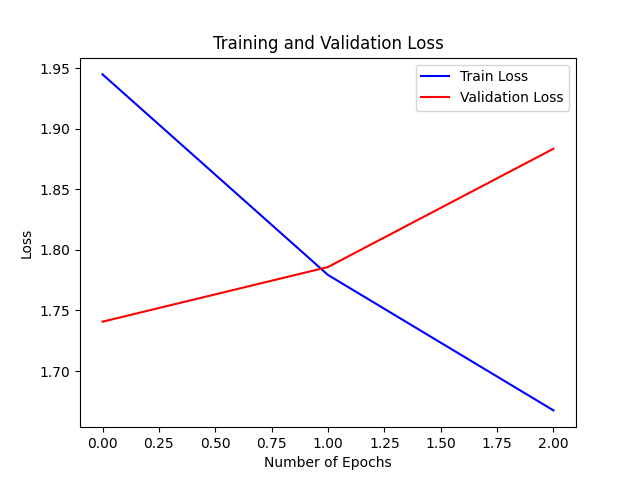 Training and Validation Loss
Train Loss
Validation Loss
1.95
1.90
1.85
1.80
1.75
1.70
Loss
0.00 0.25 0.50 0.75 1.00 1.25 1.50 1.75 2.00
Number of Epochs